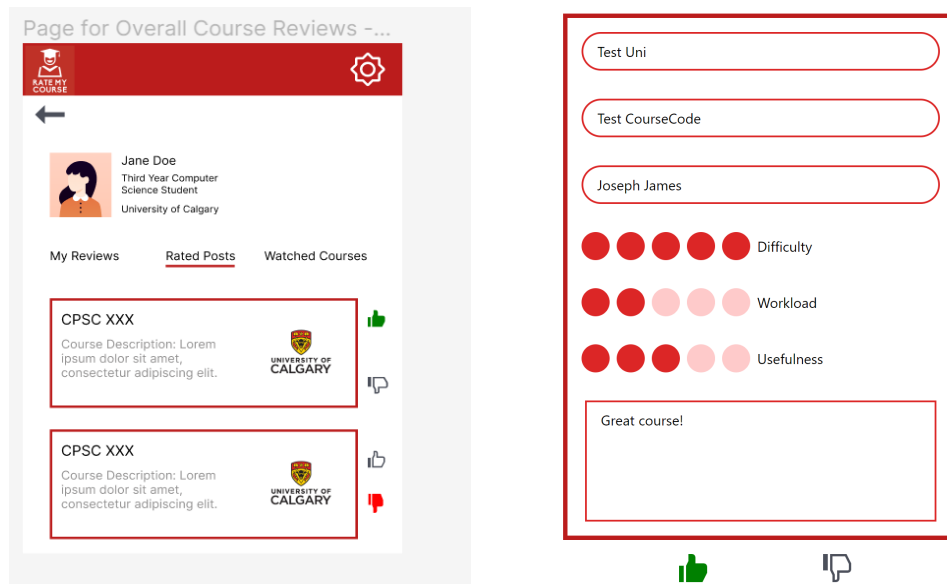 Page for Overall Course Reviews -...
RATE MY
COURSE
Jane Doe
Third Year Computer
Science Student
University of Calgary
My Reviews Rated Posts Watched Courses
CPSC XXX
Course Description: Lorem
ipsum dolor sit amet,
consectetur adipiscing elit.
UNIVERSITY OF
CALGARY
CPSC XXX
Course Description: Lorem
ipsum dolor sit amet,
consectetur adipiscing elit.
UNIVERSITY OF
CALGARY
Test Uni
Test CourseCode
Joseph James
Difficulty
Workload
Usefulness
Great course!